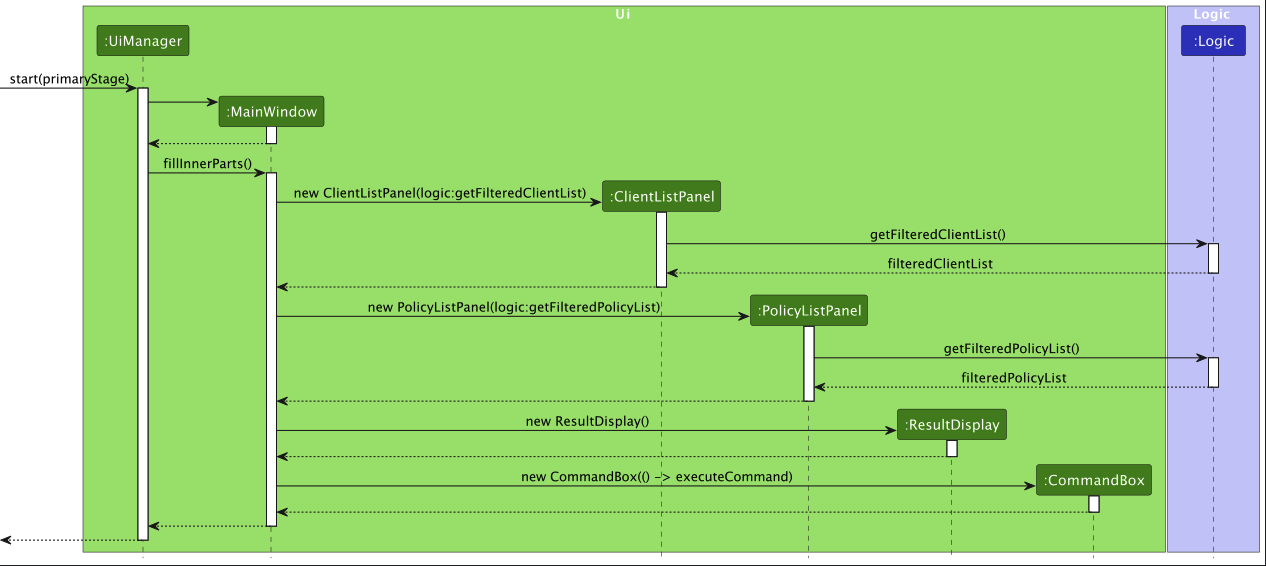 Ui
Logic
:UiManager
:Logic
start(primaryStage)
:MainWindow
fillInnerParts()
new ClientListPanel(logic:getFilteredClientList)
:ClientListPanel
getFilteredClientList()
filteredClientList
new PolicyListPanel(logic:getFilteredPolicyList)
:PolicyListPanel
getFilteredPolicyList()
filteredPolicyList
new ResultDisplay()
:ResultDisplay
new CommandBox(() -> executeCommand)
:CommandBox